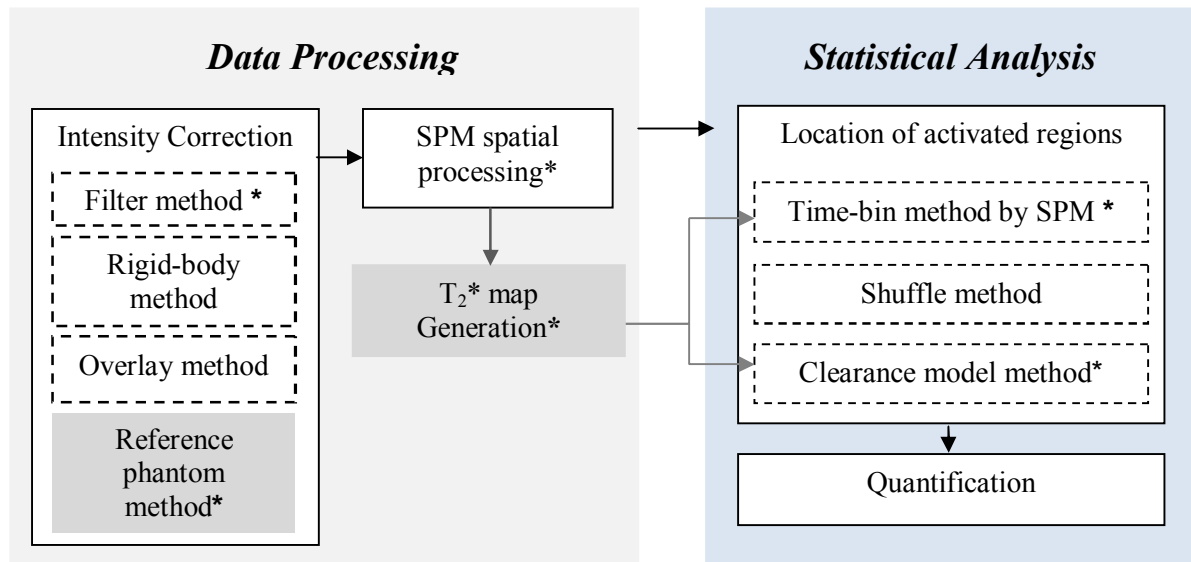 Data Processing
Intensity Correction
Filter method *
Rigid-body
method
Overlay method
Reference
phantom
method*
SPM spatial
processing*
T₂* map
Generation*
Statistical Analysis
Location of activated regions
Time-bin method by SPM *
Shuffle method
Clearance model method*
Quantification